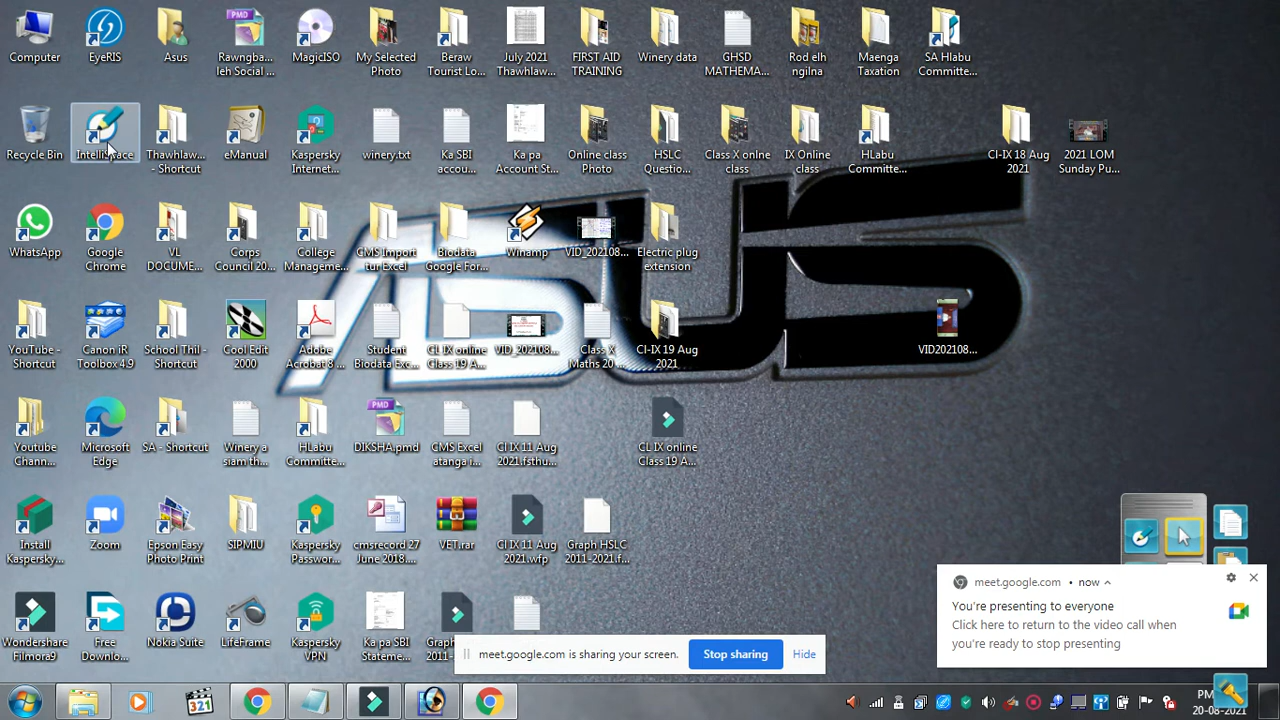 Computer
EyeRIS
Asus
Rawngba...
leh Social ...
MagicISO
My Selected
Photo
Beraw
Tourist Lo...
July 2021
Thawhlaw...
FIRST AID
TRAINING
Winery data
GHSD
MATHEMA...
Rod elh
ngilna
Maenga
Taxation
SA Hlabu
Committe...
Recycle Bin
Thawhlaw...
- Shortcut
eManual
Kaspersky
Internet...
winery.txt
Ka SBI
accou...
Ka pa
Account St...
Online class
Photo
HSLC
Questio...
Class X onlne
class
IX Online
class
HLabu
Committe...
CI-IX 18 Aug
2021
2021 LOM
Sunday Pu...
WhatsApp
Google
Chrome
VL
DOCUME...
Corps
Council 20...
College
Manageme...
CMS Import
tur Excel
Biodata
Google For...
Winamp
VID_202108...
Electric plug
extension
YouTube -
Shortcut
Canon iR
Toolbox 4.9
School Thil -
Shortcut
Cool Edit
2000
Adobe
Acrobat 8 ...
Student
Biodata Exc...
CL IX online
Class 19 A...
VID_202108...
Class X
Maths 20 ...
CI-IX 19 Aug
2021
VID202108...
Youtube
Chann...
Microsoft
Edge
SA - Shortcut
Winery a
siam th...
HLabu
Committe...
PMD
DIKSHA.pmd
CMS Excel
atanga i...
CI IX 11 Aug
2021.fsthu...
CL IX online
Class 19 A...
Install
Kaspersky...
Zoom
Epson Easy
Photo Print
SIPMIU
Kaspersky
Passwor...
cmsrecord 27
June 2018....
VET.rar
CI IX 11 Aug
2021.wfp
Graph HSLC
2011-2021.f...
meet.google.com • now
You're presenting to everyone
Click here to return to the video call when
you're ready to stop presenting
Wondershare
Filmora9
Free
Downlo...
Nokia Suite
LifeFrame
Kaspersky
VPN
Ka pa SBI
Stateme...
Grap
2011-
meet.google.com is sharing your screen.
Stop sharing
Hide
321
PM
20-08-2021